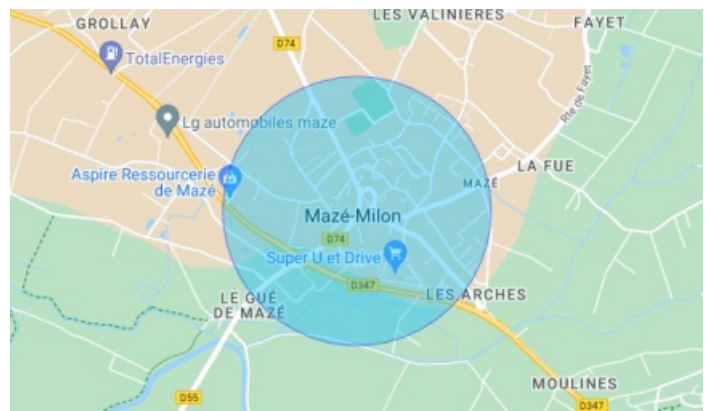 GROLLAY
LES VALINIERES
FAYET
D74
TotalEnergies
Rte de Fayet
Lg automobiles maze
Aspire Ressourcerie
de Mazé
LA FUE
MAZÉ
Mazé-Milon
D74
Super U et Drive
D347
LE GUÉ
DE MAZÉ
LES ARCHES
MOULINES
D55
D347